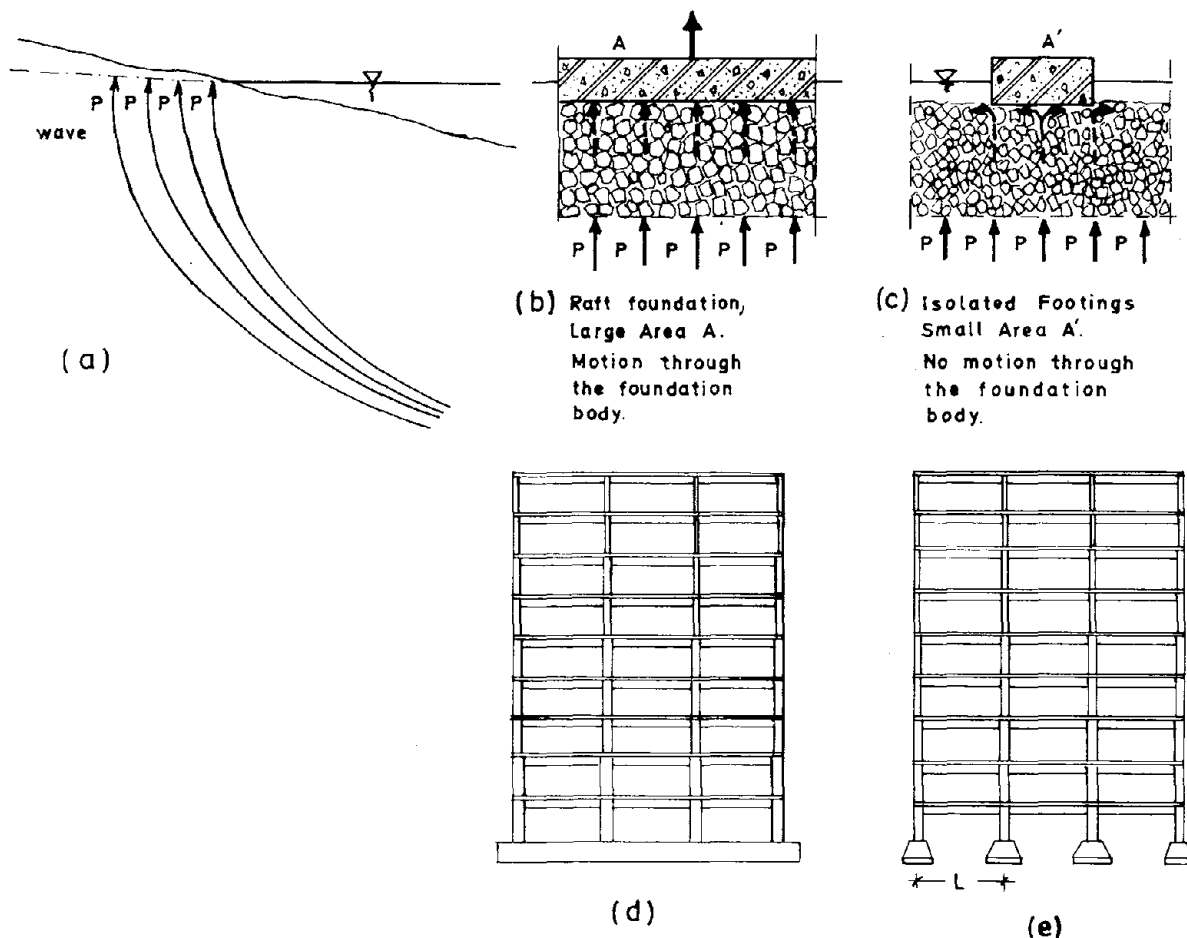 P P P P
wave
(a)
A
P P P P P
(b) Raft foundation,
Large Area A.
Motion through
the foundation
body.
A'
P P P P P
(c) Isolated Footings
Small Area A'.
No motion through
the foundation
body.
(d)
L
(e)